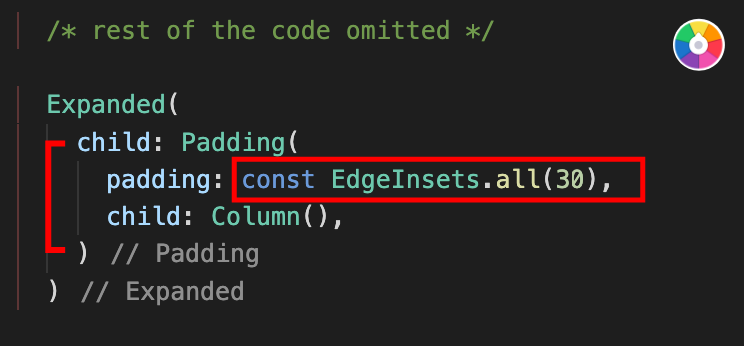 /* rest of the code omitted */
Expanded(
child: Padding(
padding: const EdgeInsets.all(30),
child: Column(),
) // Padding
) // Expanded